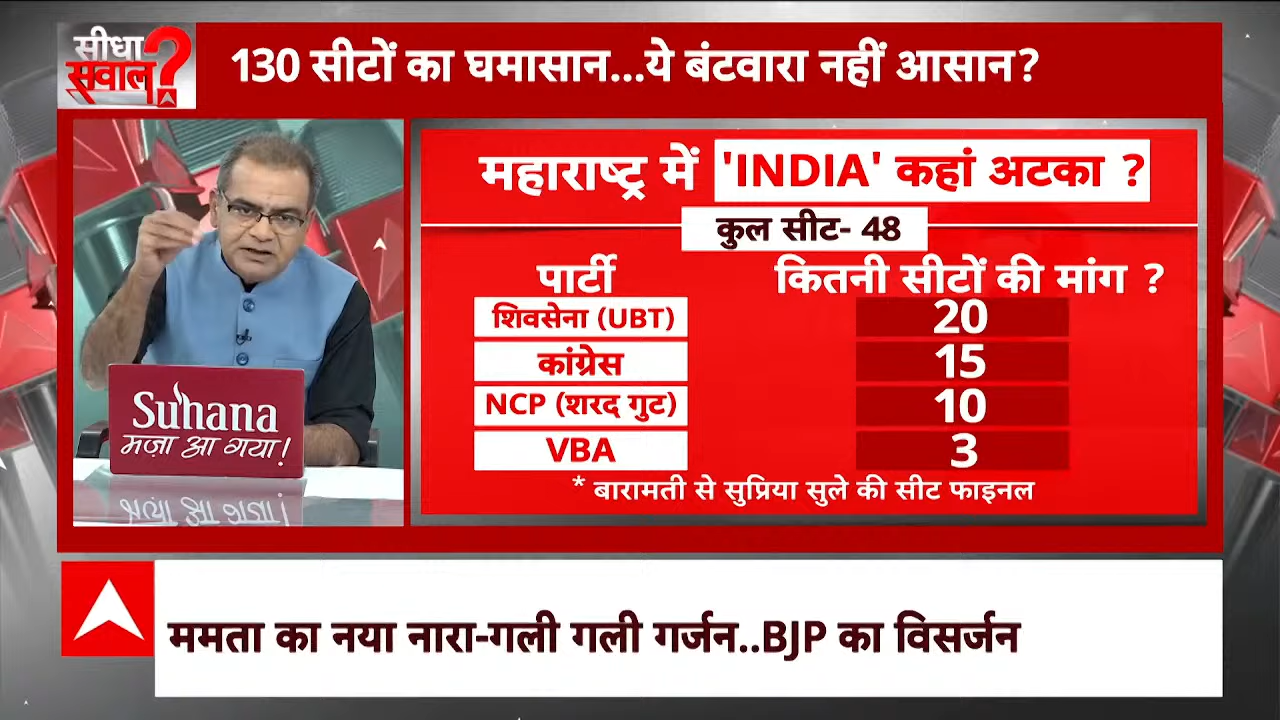 सीधा
सवाल?
130 सीटों का घमासान...ये बंटवारा नहीं आसान?
महाराष्ट्र में 'INDIA' कहां अटका ?
कुल सीट- 48
पार्टी कितनी सीटों की मांग ?
शिवसेना (UBT) 20
कांग्रेस 15
NCP (शरद गुट) 10
VBA 3
* बारामती से सुप्रिया सुले की सीट फाइनल
Suhana
मज़ा आ गया!
ममता का नया नारा-गली गली गर्जन..BJP का विसर्जन